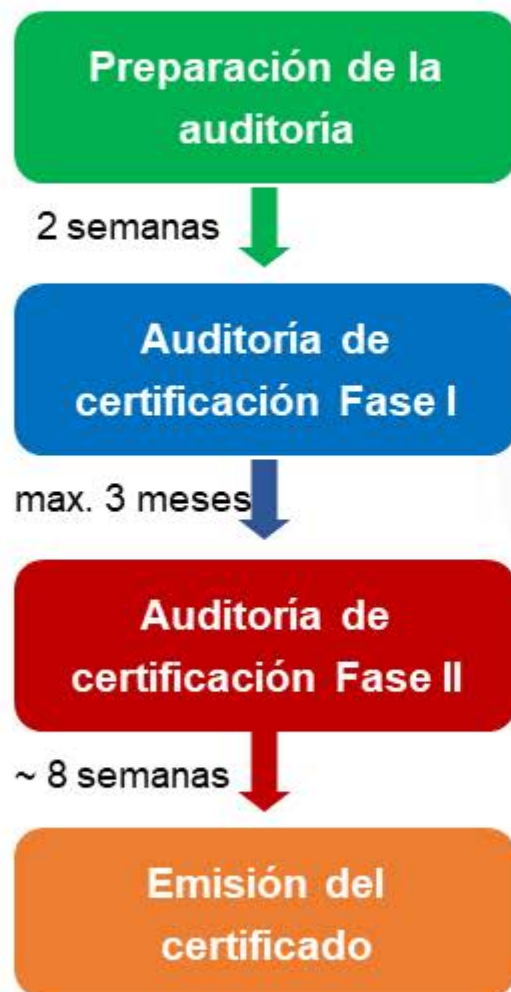 Preparación de la
auditoría
2 semanas
Auditoría de
certificación Fase I
max. 3 meses
Auditoría de
certificación Fase II
~ 8 semanas
Emisión del
certificado